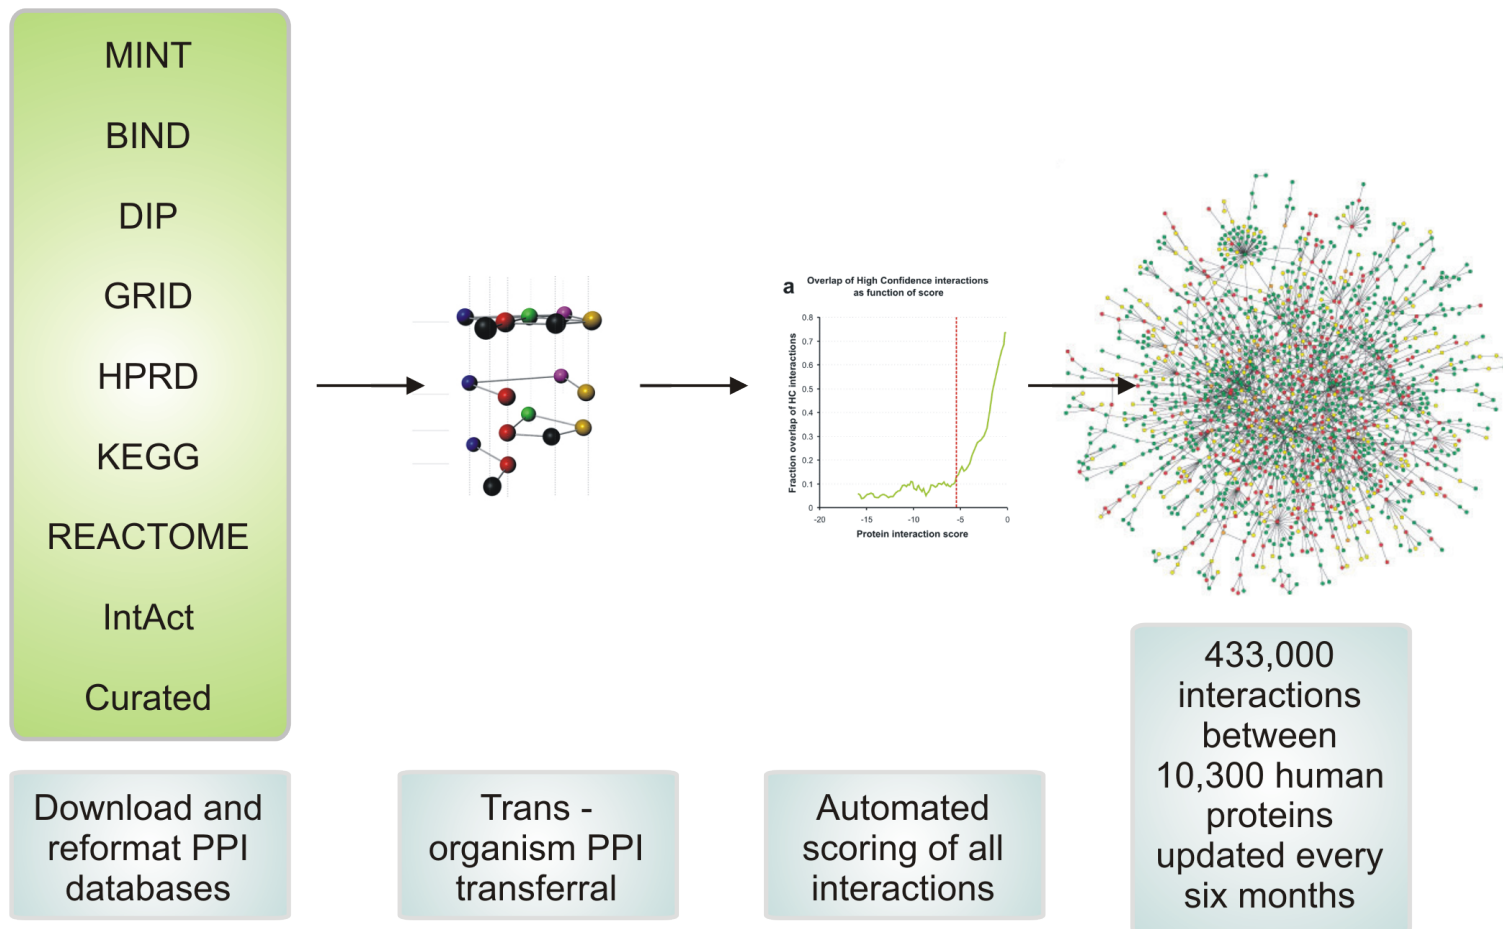 MINT
BIND
DIP
GRID
HPRD
KEGG
REACTOME
IntAct
Curated
Download and
reformat PPI
databases
Trans -
organism PPI
transferral
a
Overlap of High Confidence interactions
as function of score
Fraction overlap of HC interactions
0.8
0.7
0.6
0.5
0.4
0.3
0.2
0.1
0
-20
-15
-10
-5
0
Protein interaction score
Automated
scoring of all
interactions
433,000
interactions
between
10,300 human
proteins
updated every
six months